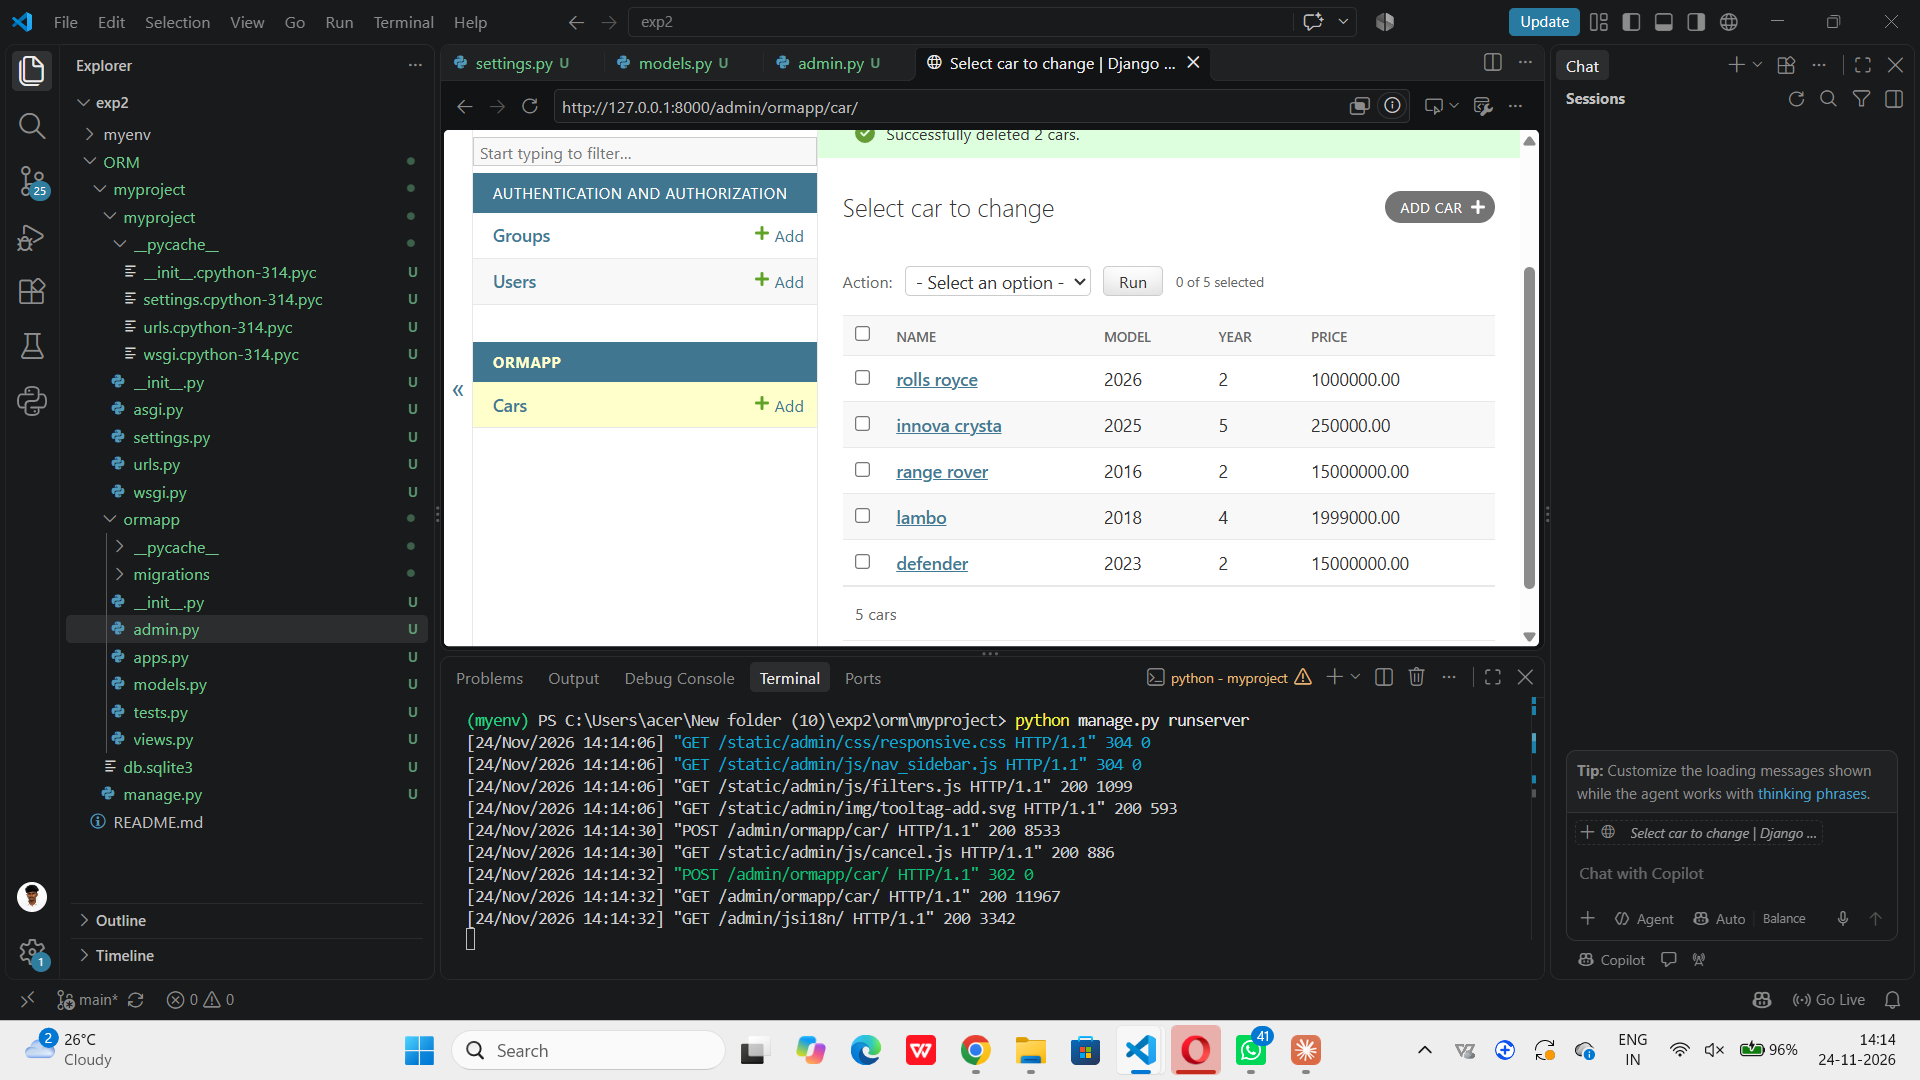 File Edit Selection View Go Run Terminal Help
exp2
Update
Explorer
exp2
myenv
ORM
myproject
myproject
__pycache__
__init__.cpython-314.pyc U
settings.cpython-314.pyc U
urls.cpython-314.pyc U
wsgi.cpython-314.pyc U
__init__.py U
asgi.py U
settings.py U
urls.py U
wsgi.py U
ormapp
__pycache__
migrations
__init__.py U
admin.py U
apps.py U
models.py U
tests.py U
views.py U
db.sqlite3 U
manage.py U
README.md
Outline
Timeline
25
1
settings.py U
models.py U
admin.py U
Select car to change | Django ...
http://127.0.0.1:8000/admin/ormapp/car/
Start typing to filter...
AUTHENTICATION AND AUTHORIZATION
Groups Add
Users Add
ORMAPP
Cars Add
«
Successfully deleted 2 cars.
Select car to change
ADD CAR
Action: - Select an option - Run 0 of 5 selected
NAME MODEL YEAR PRICE
rolls royce 2026 2 1000000.00
innova crysta 2025 5 250000.00
range rover 2016 2 15000000.00
lambo 2018 4 1999000.00
defender 2023 2 15000000.00
5 cars
Problems Output Debug Console Terminal Ports
python - myproject
(myenv) PS C:\Users\acer\New folder (10)\exp2\orm\myproject> python manage.py runserver
[24/Nov/2026 14:14:06] "GET /static/admin/css/responsive.css HTTP/1.1" 304 0
[24/Nov/2026 14:14:06] "GET /static/admin/js/nav_sidebar.js HTTP/1.1" 304 0
[24/Nov/2026 14:14:06] "GET /static/admin/js/filters.js HTTP/1.1" 200 1099
[24/Nov/2026 14:14:06] "GET /static/admin/img/tooltag-add.svg HTTP/1.1" 200 593
[24/Nov/2026 14:14:30] "POST /admin/ormapp/car/ HTTP/1.1" 200 8533
[24/Nov/2026 14:14:30] "GET /static/admin/js/cancel.js HTTP/1.1" 200 886
[24/Nov/2026 14:14:32] "POST /admin/ormapp/car/ HTTP/1.1" 302 0
[24/Nov/2026 14:14:32] "GET /admin/ormapp/car/ HTTP/1.1" 200 11967
[24/Nov/2026 14:14:32] "GET /admin/jsi18n/ HTTP/1.1" 200 3342
Chat
Sessions
Tip: Customize the loading messages shown
while the agent works with thinking phrases.
Select car to change | Django ...
Chat with Copilot
Agent Auto Balance
Copilot
main* 0 0
Go Live
2
26°C
Cloudy
Search
41
ENG
IN
96%
14:14
24-11-2026